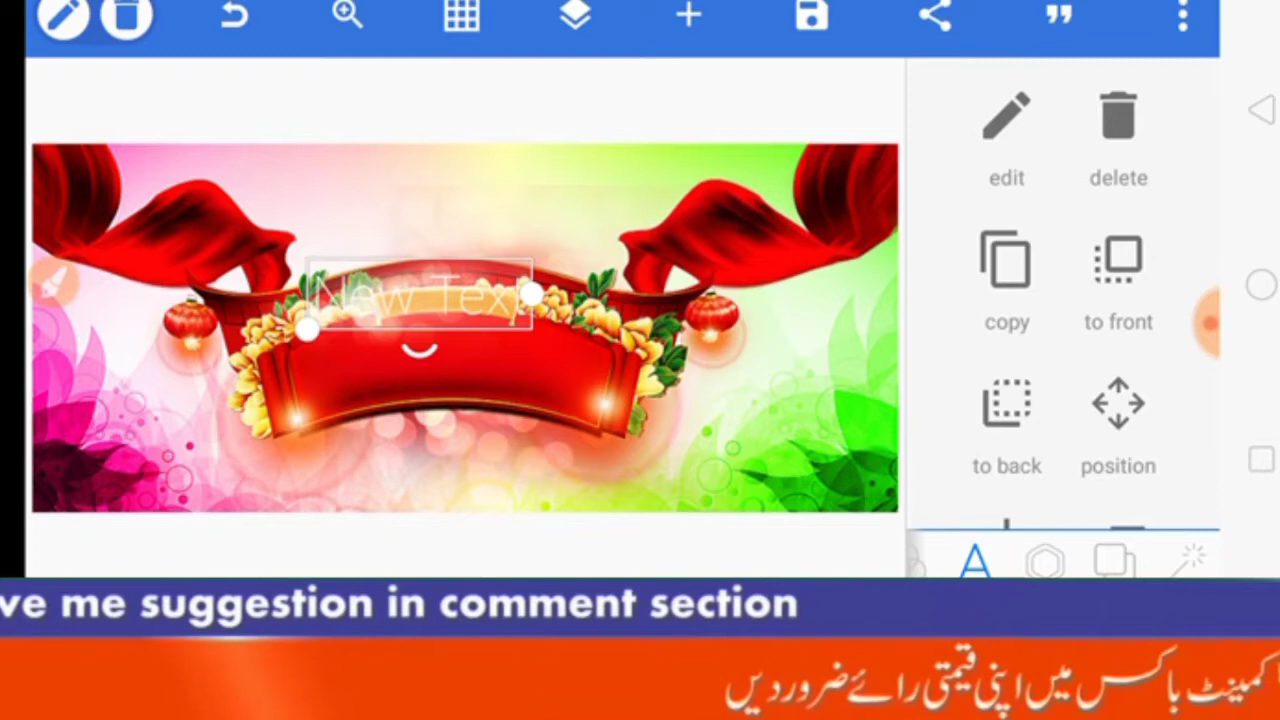 New Text
edit
delete
copy
to front
to back
position
A
ve me suggestion in comment section
کمینٹ باکس میں اپنی قیمتی رائے ضرور دیں